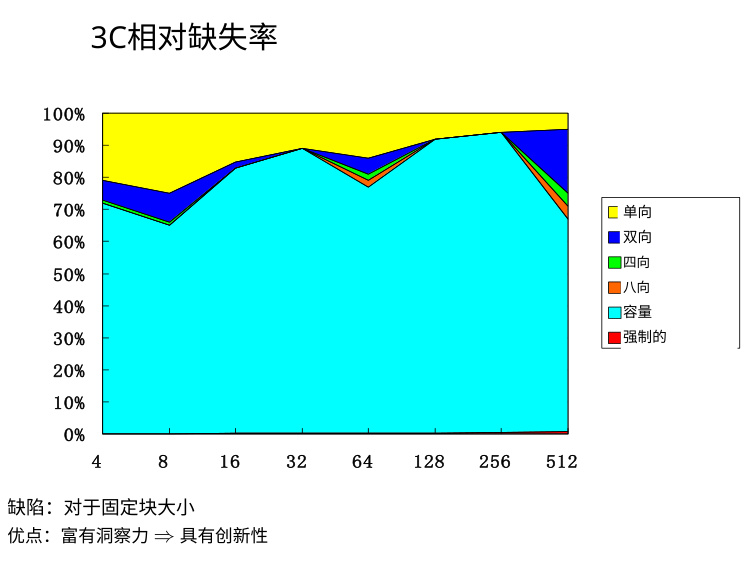 3C相对缺失率
100%
90%
80%
70%
60%
50%
40%
30%
20%
10%
0%
4 8 16 32 64 128 256 512
单向
双向
四向
八向
容量
强制的
缺陷：对于固定块大小
优点：富有洞察力 ⇒ 具有创新性